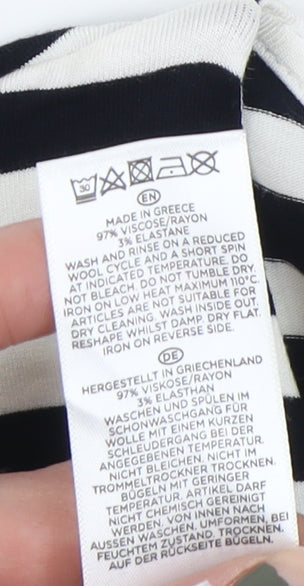 30
EN
MADE IN GREECE
97% VISCOSE/RAYON
3% ELASTANE
WASH AND RINSE ON A REDUCED
WOOL CYCLE AND A SHORT SPIN
AT INDICATED TEMPERATURE. DO
NOT BLEACH. DO NOT TUMBLE DRY.
IRON ON LOW HEAT MAXIMUM 110°C.
ARTICLES ARE NOT SUITABLE FOR
DRY CLEANING. WASH INSIDE OUT.
RESHAPE WHILST DAMP DRY FLAT.
IRON ON REVERSE SIDE.
DE
HERGESTELLT IN GRIECHENLAND
97% VISKOSE/RAYON
3% ELASTHAN
WASCHEN UND SPÜLEN IM
SCHONWASCHGANG FÜR
WOLLE MIT EINEM KURZEN
SCHLEUDERGANG BEI DER
ANGEGEBENEN TEMPERATUR.
NICHT BLEICHEN. NICHT IM
TROMMELTROCKNER TROCKNEN.
BÜGELN MIT GERINGER
TEMPERATUR. ARTIKEL DARF
NICHT CHEMISCH GEREINIGT
WERDEN. VON INNEN NACH
AUSSEN WASCHEN. UMFORMEN, BEI
FEUCHTEM ZUSTAND. TROCKNEN.
AUF DER RÜCKSEITE BÜGELN.